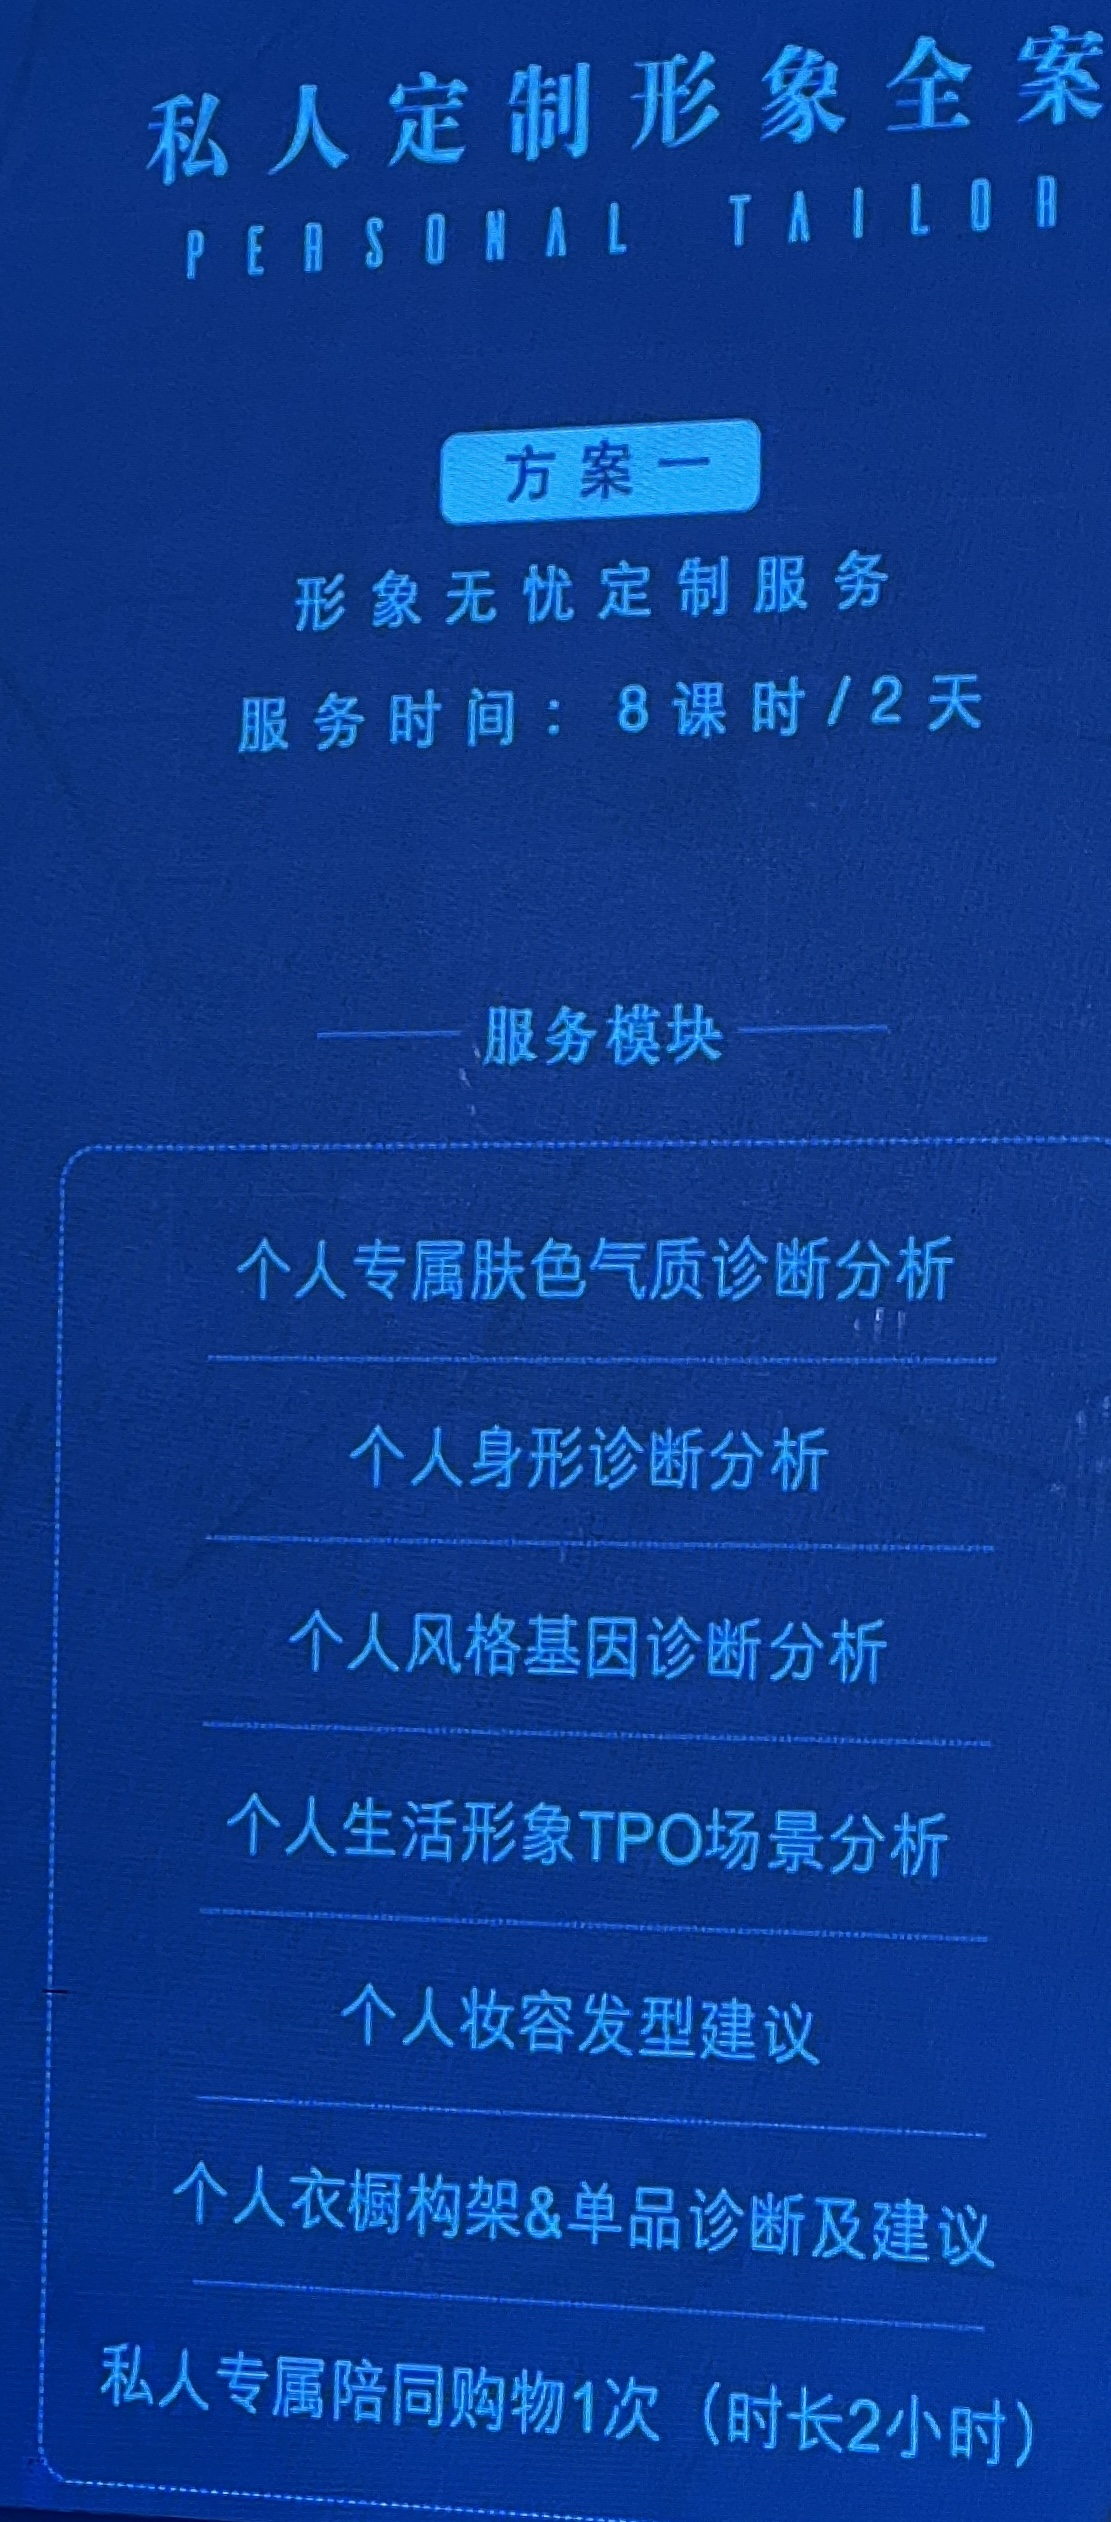 私人定制形象全案
PERSONAL TAILOR
方案一
形象无忧定制服务
服务时间：8课时/2天
服务模块
个人专属肤色气质诊断分析
个人身形诊断分析
个人风格基因诊断分析
个人生活形象TPO场景分析
个人妆容发型建议
个人衣橱构架&单品诊断及建议
私人专属陪同购物1次（时长2小时）